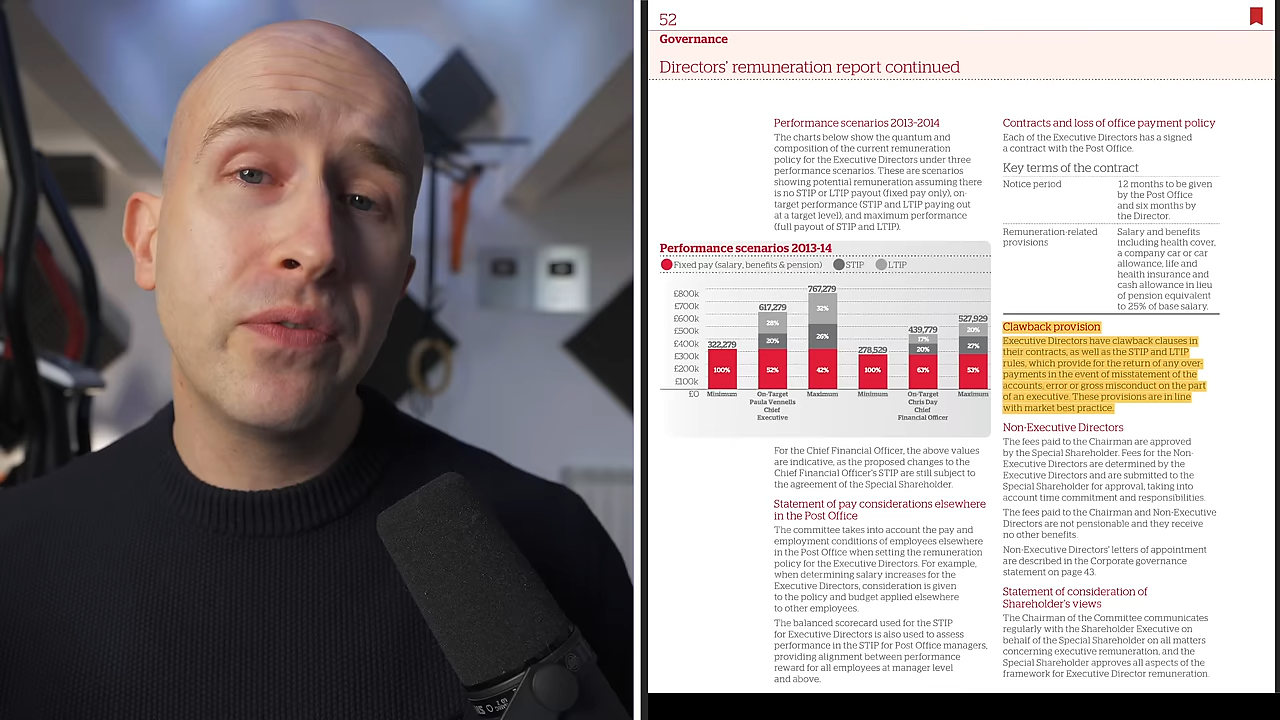 52
Governance
Directors' remuneration report continued
Performance scenarios 2013-2014
The charts below show the quantum and
composition of the current remuneration
policy for the Executive Directors under three
performance scenarios. These are scenarios
showing potential remuneration assuming there
is no STIP or LTIP payout (fixed pay only), on-
target performance (STIP and LTIP paying out
at a target level), and maximum performance
(full payout of STIP and LTIP).
Performance scenarios 2013-14
Fixed pay (salary, benefits & pension) STIP LTIP
£800k
£700k
£600k
£500k
£400k
£300k
£200k
£100k
£0
322,279
100%
Minimum
617,279
28%
20%
52%
On-Target
Paula Vennells
Chief
Executive
767,279
32%
26%
42%
Maximum
278,529
100%
Minimum
439,779
17%
20%
63%
On-Target
Chris Day
Chief
Financial Officer
527,929
20%
27%
53%
Maximum
For the Chief Financial Officer, the above values
are indicative, as the proposed changes to the
Chief Financial Officer's STIP are still subject to
the agreement of the Special Shareholder.
Statement of pay considerations elsewhere
in the Post Office
The committee takes into account the pay and
employment conditions of employees elsewhere
in the Post Office when setting the remuneration
policy for the Executive Directors. For example,
when determining salary increases for the
Executive Directors, consideration is given
to the policy and budget applied elsewhere
to other employees.
The balanced scorecard used for the STIP
for Executive Directors is also used to assess
performance in the STIP for Post Office managers,
providing alignment between performance
reward for all employees at manager level
and above.
Contracts and loss of office payment policy
Each of the Executive Directors has a signed
a contract with the Post Office.
Key terms of the contract
Notice period
12 months to be given
by the Post Office
and six months by
the Director.
Remuneration-related
provisions
Salary and benefits
including health cover,
a company car or car
allowance, life and
health insurance and
cash allowance in lieu
of pension equivalent
to 25% of base salary.
Clawback provision
Executive Directors have clawback clauses in
their contracts, as well as the STIP and LTIP
rules, which provide for the return of any over-
payments in the event of misstatement of the
accounts, error or gross misconduct on the part
of an executive. These provisions are in line
with market best practice.
Non-Executive Directors
The fees paid to the Chairman are approved
by the Special Shareholder. Fees for the Non-
Executive Directors are determined by the
Executive Directors and are submitted to the
Special Shareholder for approval, taking into
account time commitment and responsibilities.
The fees paid to the Chairman and Non-Executive
Directors are not pensionable and they receive
no other benefits.
Non-Executive Directors' letters of appointment
are described in the Corporate governance
statement on page 43.
Statement of consideration of
Shareholder's views
The Chairman of the Committee communicates
regularly with the Shareholder Executive on
behalf of the Special Shareholder on all matters
concerning executive remuneration, and the
Special Shareholder approves all aspects of the
framework for Executive Director remuneration.